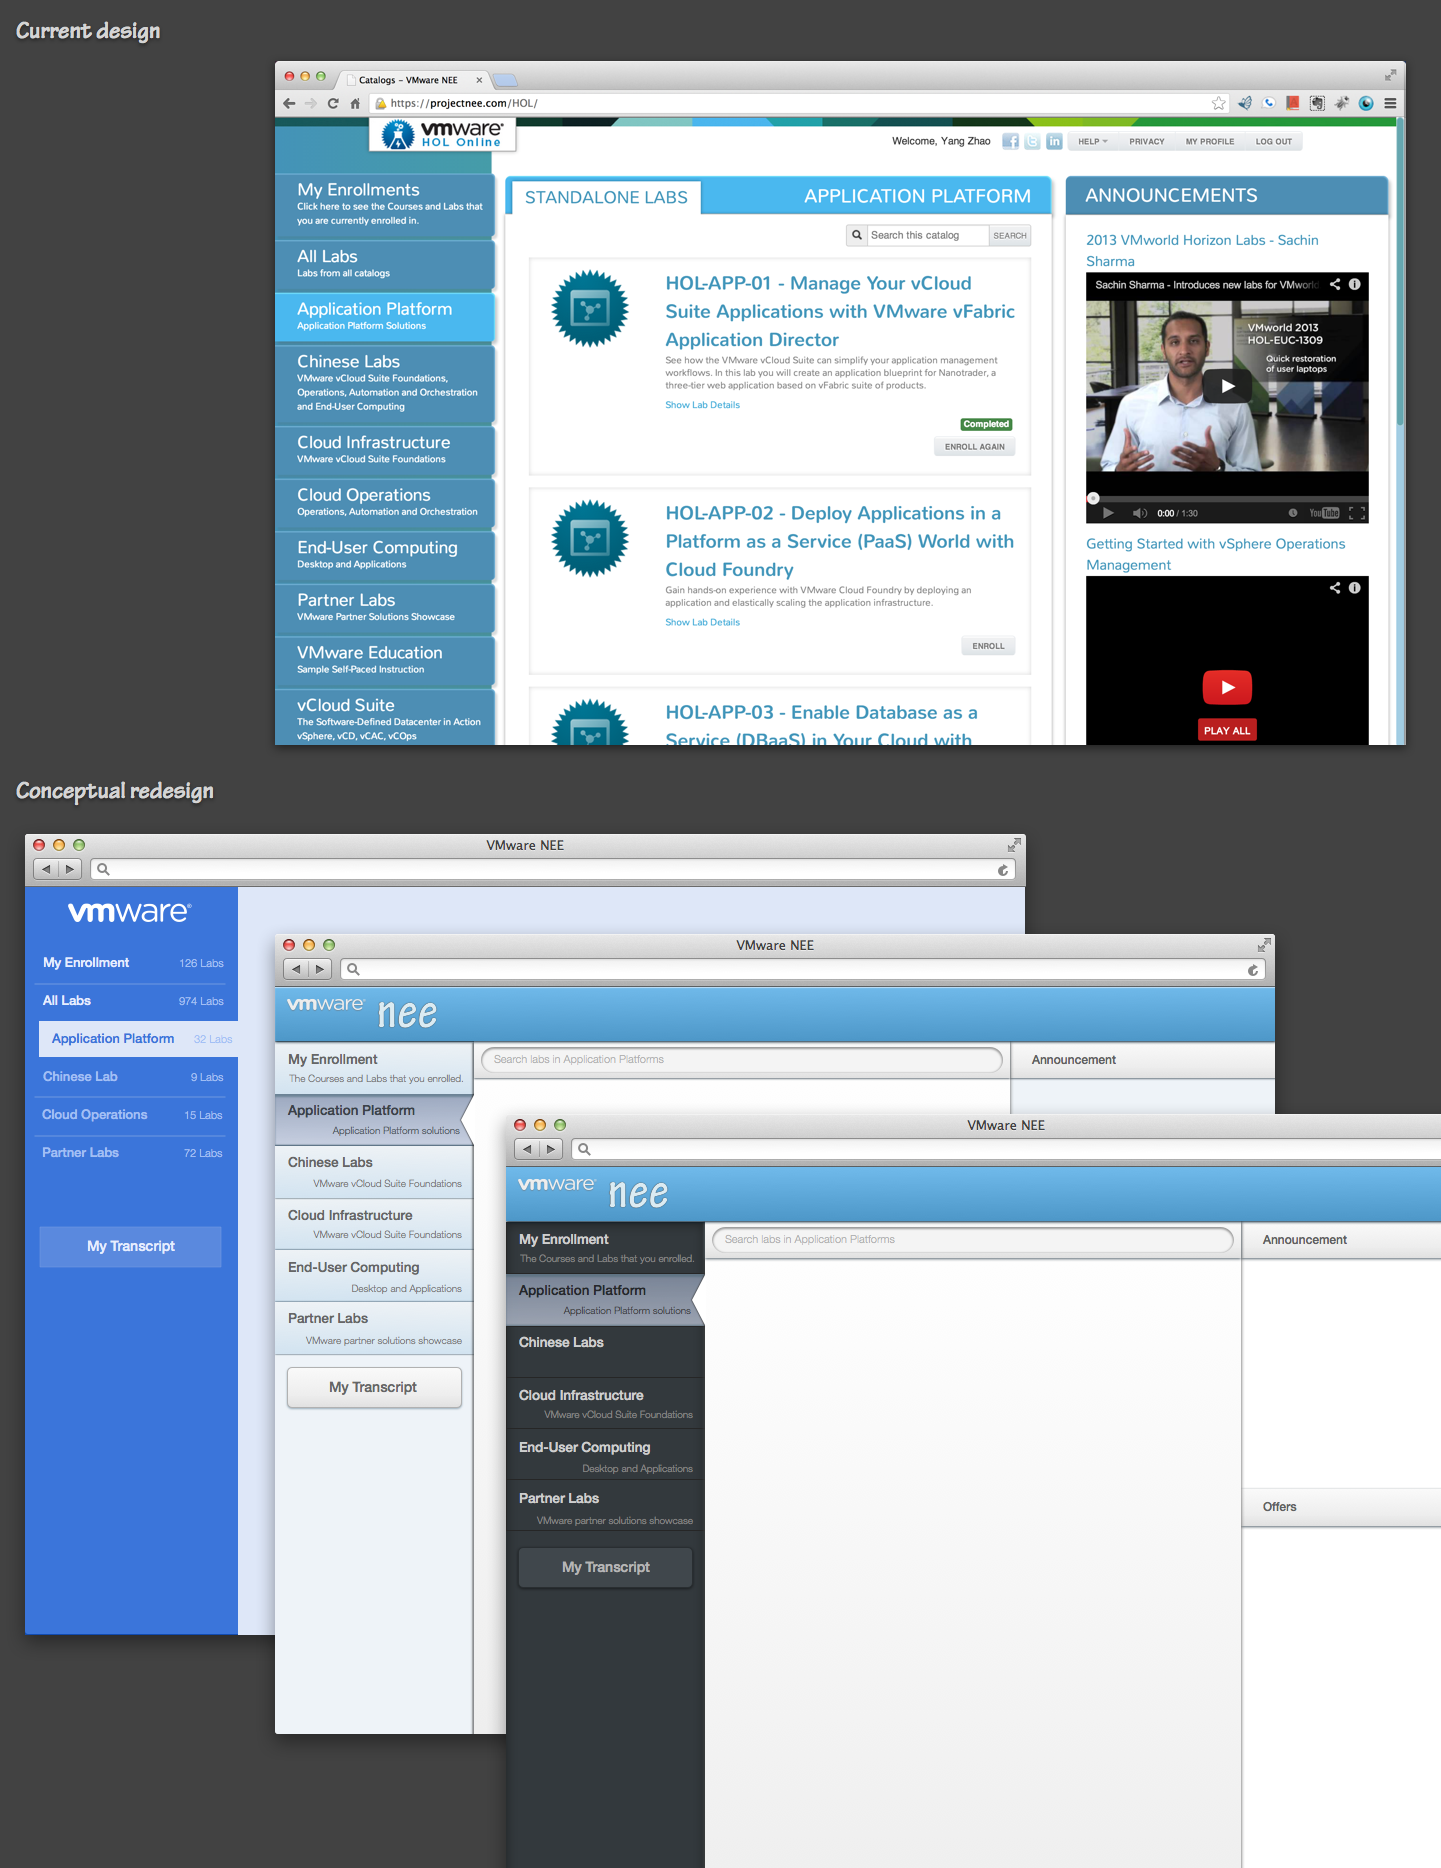 Current design
Catalogs - VMware NEE
https://projectnee.com/HOL/
vmware
HOL Online
Welcome, Yang Zhao
HELP
PRIVACY
MY PROFILE
LOG OUT
My Enrollments
Click here to see the Courses and Labs that
you are currently enrolled in.
All Labs
Labs from all catalogs
Application Platform
Application Platform Solutions
Chinese Labs
VMware vCloud Suite Foundations,
Operations, Automation and Orchestration
and End-User Computing
Cloud Infrastructure
VMware vCloud Suite Foundations
Cloud Operations
Operations, Automation and Orchestration
End-User Computing
Desktop and Applications
Partner Labs
VMware Partner Solutions Showcase
VMware Education
Sample Self-Paced Instruction
vCloud Suite
The Software-Defined Datacenter in Action
vSphere, vCD, vCAC, vCOps
STANDALONE LABS
APPLICATION PLATFORM
Search this catalog
SEARCH
HOL-APP-01 - Manage Your vCloud
Suite Applications with VMware vFabric
Application Director
See how the VMware vCloud Suite can simplify your application management
workflows. In this lab you will create an application blueprint for Nanotrader, a
three-tier web application based on vFabric suite of products.
Show Lab Details
Completed
ENROLL AGAIN
HOL-APP-02 - Deploy Applications in a
Platform as a Service (PaaS) World with
Cloud Foundry
Gain hands-on experience with VMware Cloud Foundry by deploying an
application and elastically scaling the application infrastructure.
Show Lab Details
ENROLL
HOL-APP-03 - Enable Database as a
Service (DBaaS) in Your Cloud with
ANNOUNCEMENTS
2013 VMworld Horizon Labs - Sachin
Sharma
Sachin Sharma - Introduces new labs for VMworld
VMworld 2013
HOL-EUC-1309
Quick restoration
of user laptops
0:00 / 1:30
YouTube
Getting Started with vSphere Operations
Management
PLAY ALL
Conceptual redesign
VMware NEE
vmware
My Enrollment
126 Labs
All Labs
974 Labs
Application Platform
32 Labs
Chinese Lab
9 Labs
Cloud Operations
15 Labs
Partner Labs
72 Labs
My Transcript
VMware NEE
vmware nee
My Enrollment
The Courses and Labs that you enrolled.
Application Platform
Application Platform solutions
Chinese Labs
VMware vCloud Suite Foundations
Cloud Infrastructure
VMware vCloud Suite Foundations
End-User Computing
Desktop and Applications
Partner Labs
VMware partner solutions showcase
My Transcript
Search labs in Application Platforms
Announcement
VMware NEE
vmware nee
My Enrollment
The Courses and Labs that you enrolled.
Application Platform
Application Platform solutions
Chinese Labs
Cloud Infrastructure
VMware vCloud Suite Foundations
End-User Computing
Desktop and Applications
Partner Labs
VMware partner solutions showcase
My Transcript
Search labs in Application Platforms
Announcement
Offers